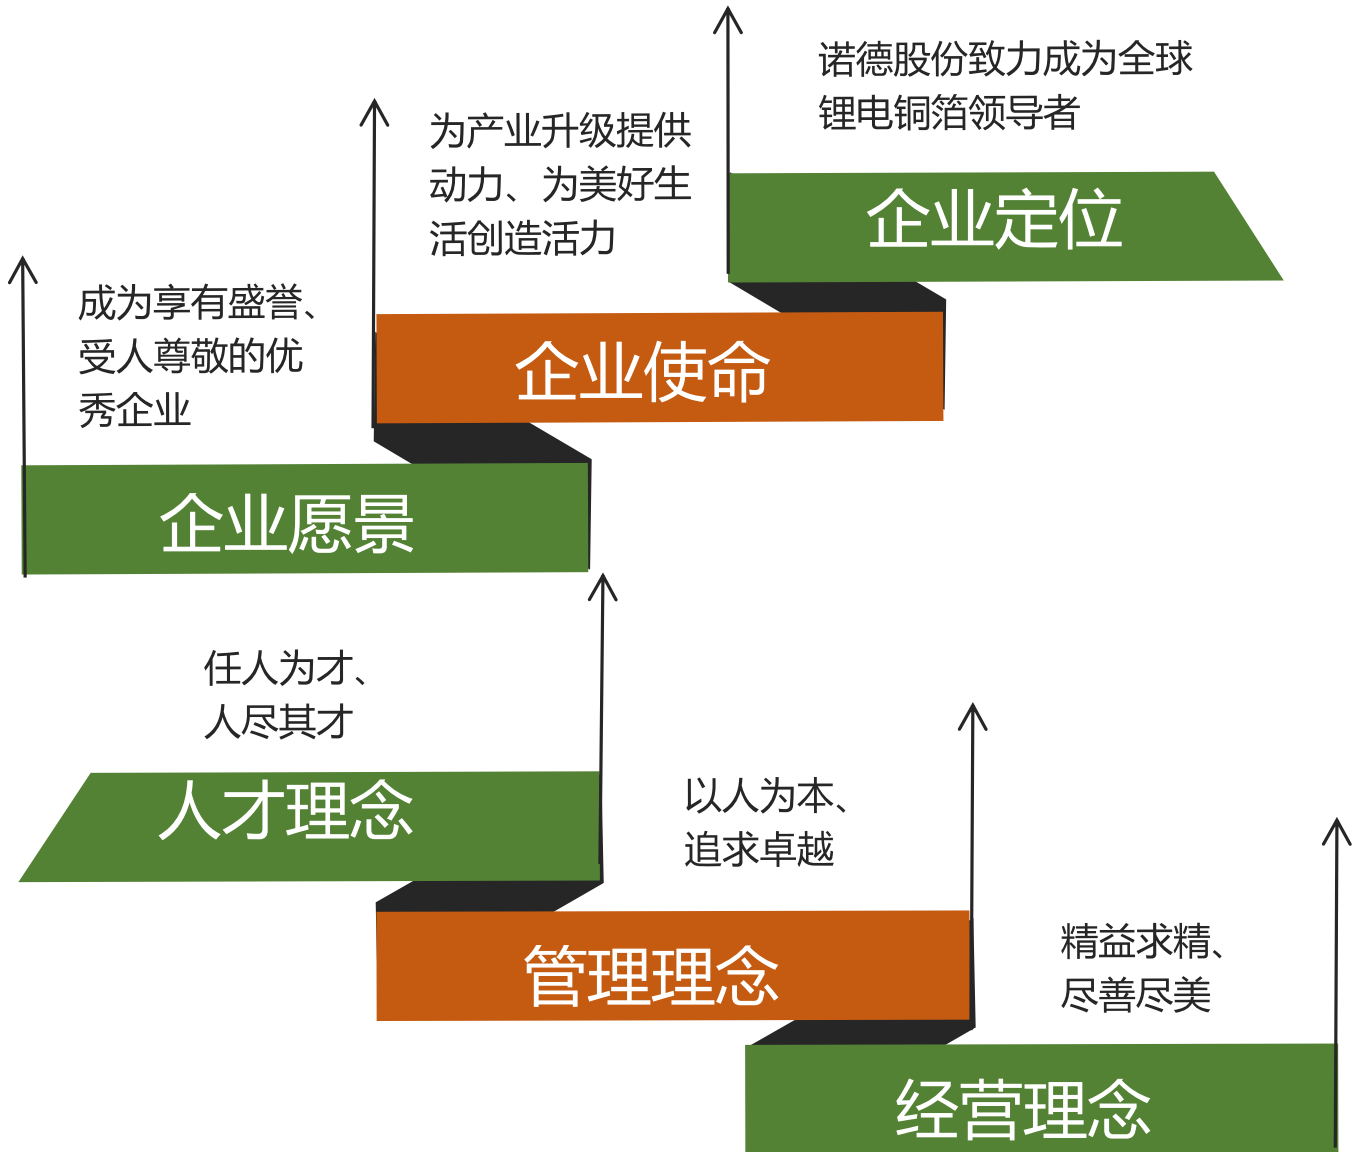 诺德股份致力成为全球
锂电铜箔领导者
企业定位
为产业升级提供
动力、为美好生
活创造活力
企业使命
成为享有盛誉、
受人尊敬的优
秀企业
企业愿景
任人为才、
人尽其才
人才理念
以人为本、
追求卓越
管理理念
精益求精、
尽善尽美
经营理念